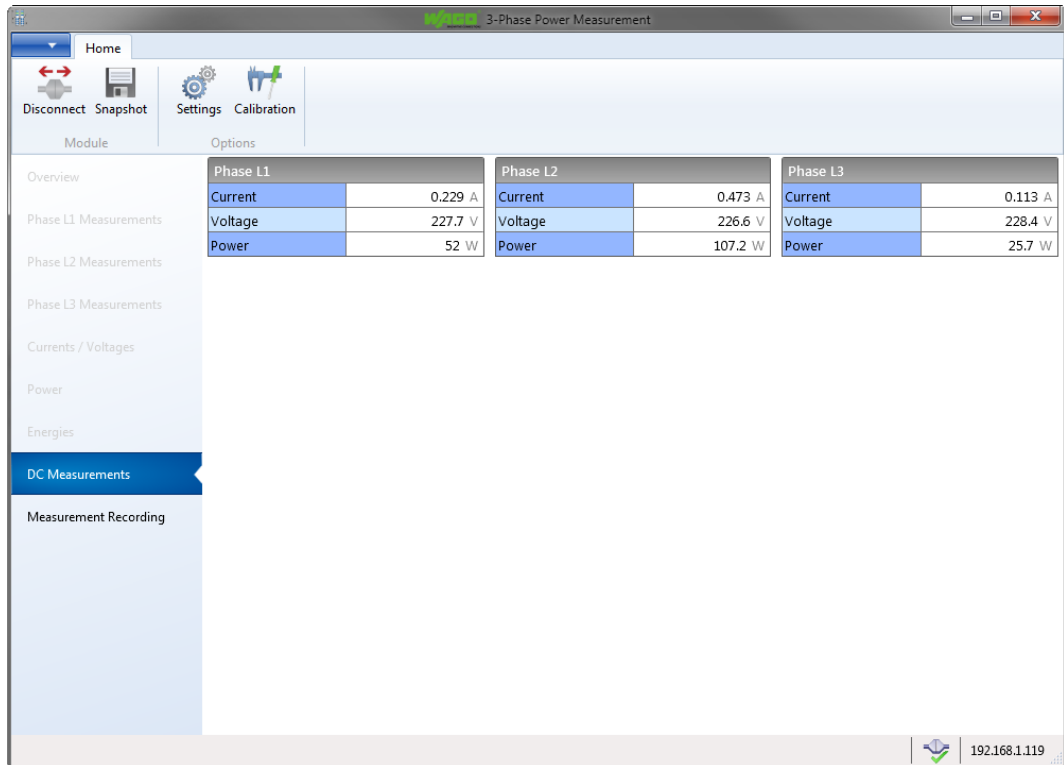 WAGO 3-Phase Power Measurement
Home
Disconnect Snapshot Settings Calibration
Module Options
Overview
Phase L1 Measurements
Phase L2 Measurements
Phase L3 Measurements
Currents / Voltages
Power
Energies
DC Measurements
Measurement Recording
Phase L1 Phase L2 Phase L3
Current 0.229 A Current 0.473 A Current 0.113 A
Voltage 227.7 V Voltage 226.6 V Voltage 228.4 V
Power 52 W Power 107.2 W Power 25.7 W
192.168.1.119